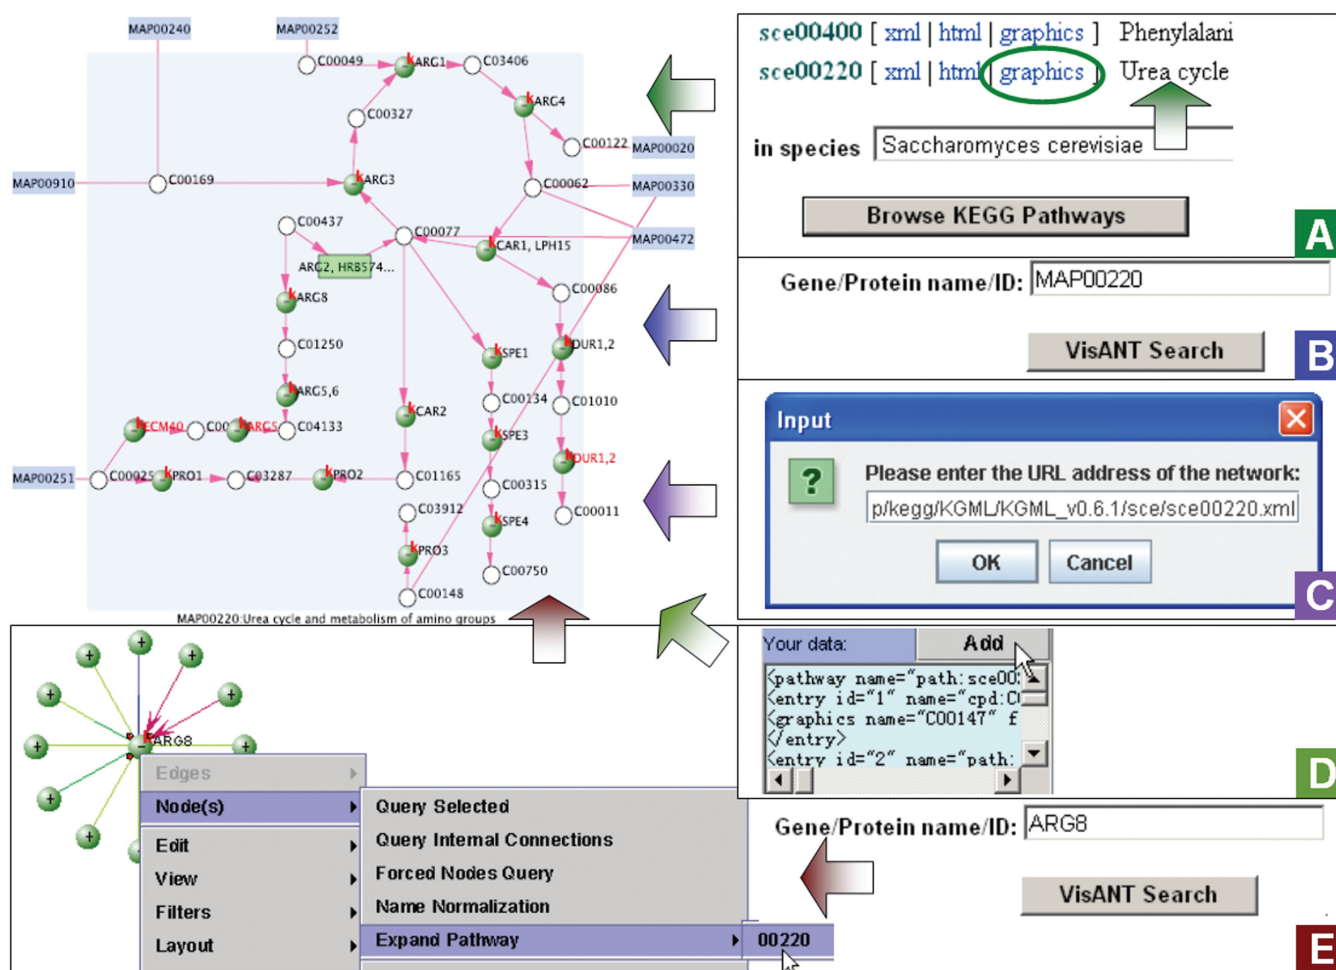 MAP00240
MAP00252
C00049
ARG1
C03406
k
ARG4
C00327
C00122
MAP00020
MAP00910
C00169
ARG3
C00062
MAP00330
C00437
C00077
MAP00472
CAR1, LPH15
ARG2, HRB574...
C00086
ARG8
C01250
SPE1
DUR1,2
ARG5,6
C00134
C01010
CAR2
ECM40
C00
ARG5
C04133
SPE3
DUR1,2
MAP00251
C00025
PRO1
C03287
PRO2
C01165
C00315
C03912
C00011
SPE4
PRO3
C00750
C00148
MAP00220:Urea cycle and metabolism of amino groups
sce00400 [ xml | html | graphics ] Phenylalani
sce00220 [ xml | html | graphics ] Urea cycle
in species Saccharomyces cerevisiae
Browse KEGG Pathways
A
Gene/Protein name/ID: MAP00220
VisANT Search
B
Input
? Please enter the URL address of the network:
p/kegg/KGML/KGML_v0.6.1/sce/sce00220.xml
OK Cancel
C
Your data: Add
<pathway name="path:sce00
<entry id="1" name="cpd:C
<graphics name="C00147" f
</entry>
<entry id="2" name="path:
D
ARG8
Edges
Node(s)
Edit
View
Filters
Layout
Query Selected
Query Internal Connections
Forced Nodes Query
Name Normalization
Expand Pathway
00220
Gene/Protein name/ID: ARG8
VisANT Search
E